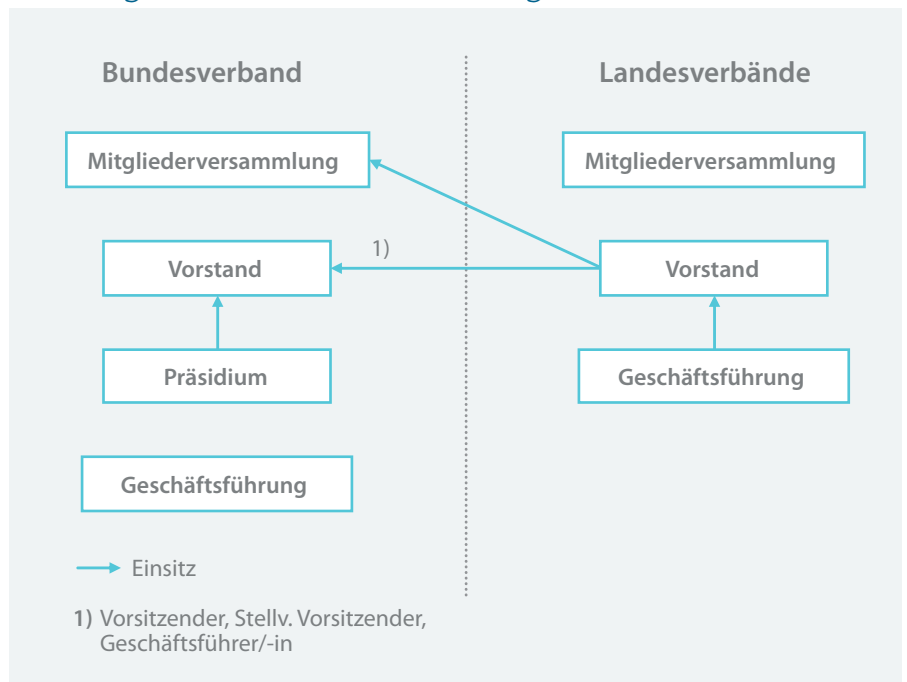 Bundesverband
Landesverbände
Mitgliederversammlung
Mitgliederversammlung
1)
Vorstand
Vorstand
Präsidium
Geschäftsführung
Geschäftsführung
Einsitz
1) Vorsitzender, Stellv. Vorsitzender,
Geschäftsführer/-in